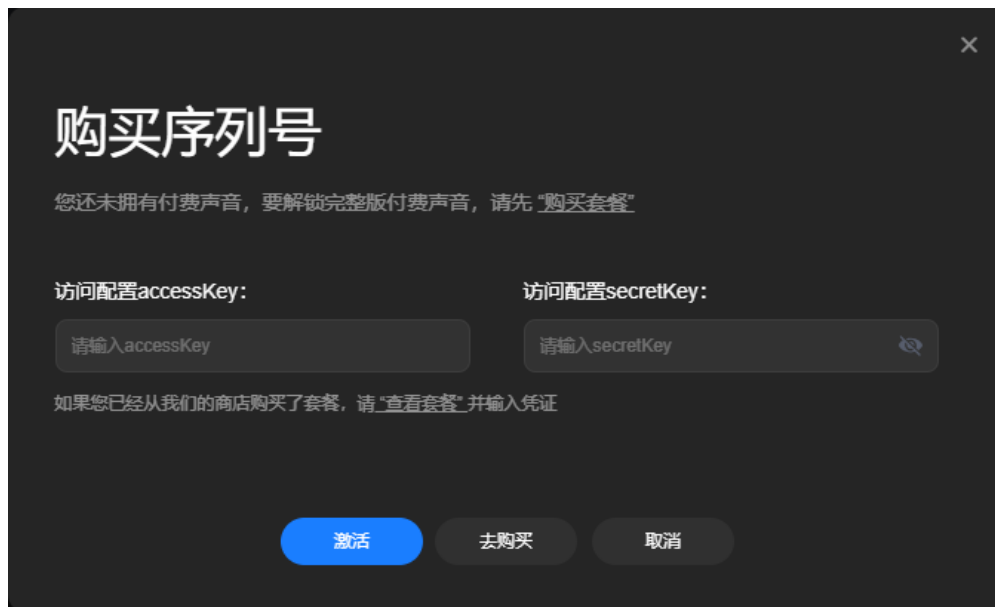 购买序列号
您还未拥有付费声音，要解锁完整版付费声音，请先 “购买套餐”
访问配置accessKey：
访问配置secretKey：
请输入accessKey
请输入secretKey
如果您已经从我们的商店购买了套餐，请 “查看套餐” 并输入凭证
激活
去购买
取消